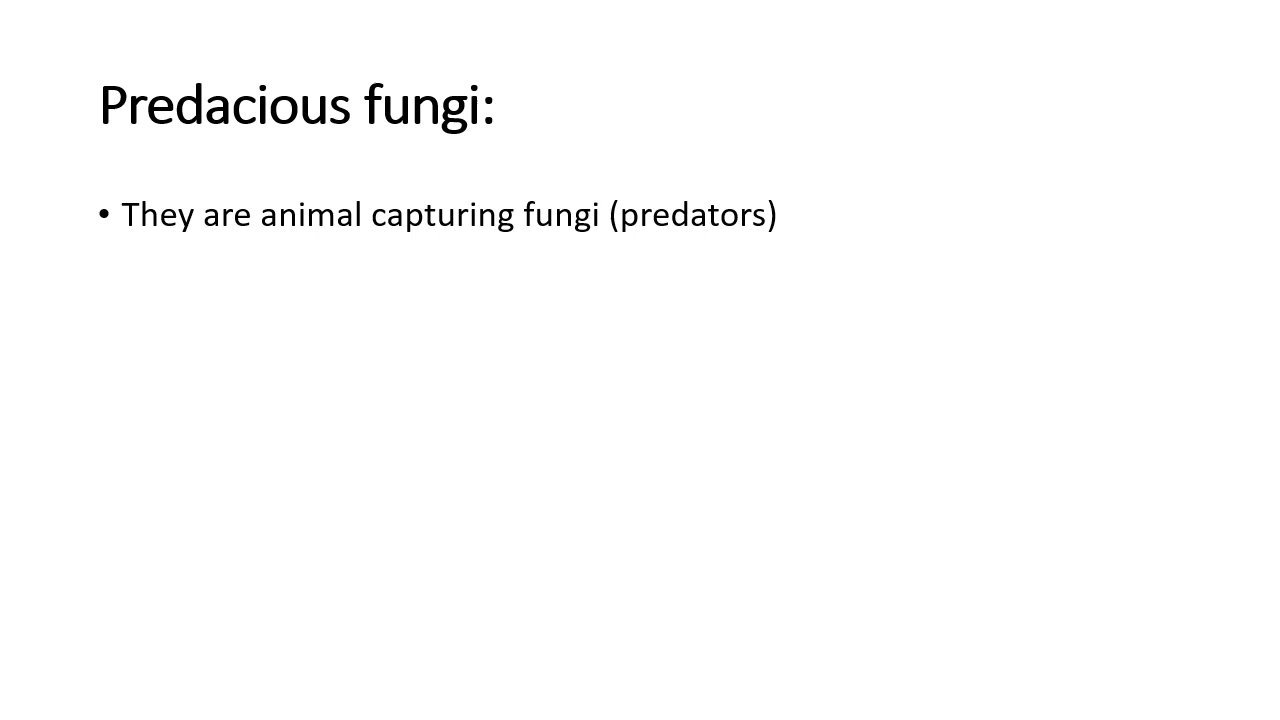 Predacious fungi:
• They are animal capturing fungi (predators)